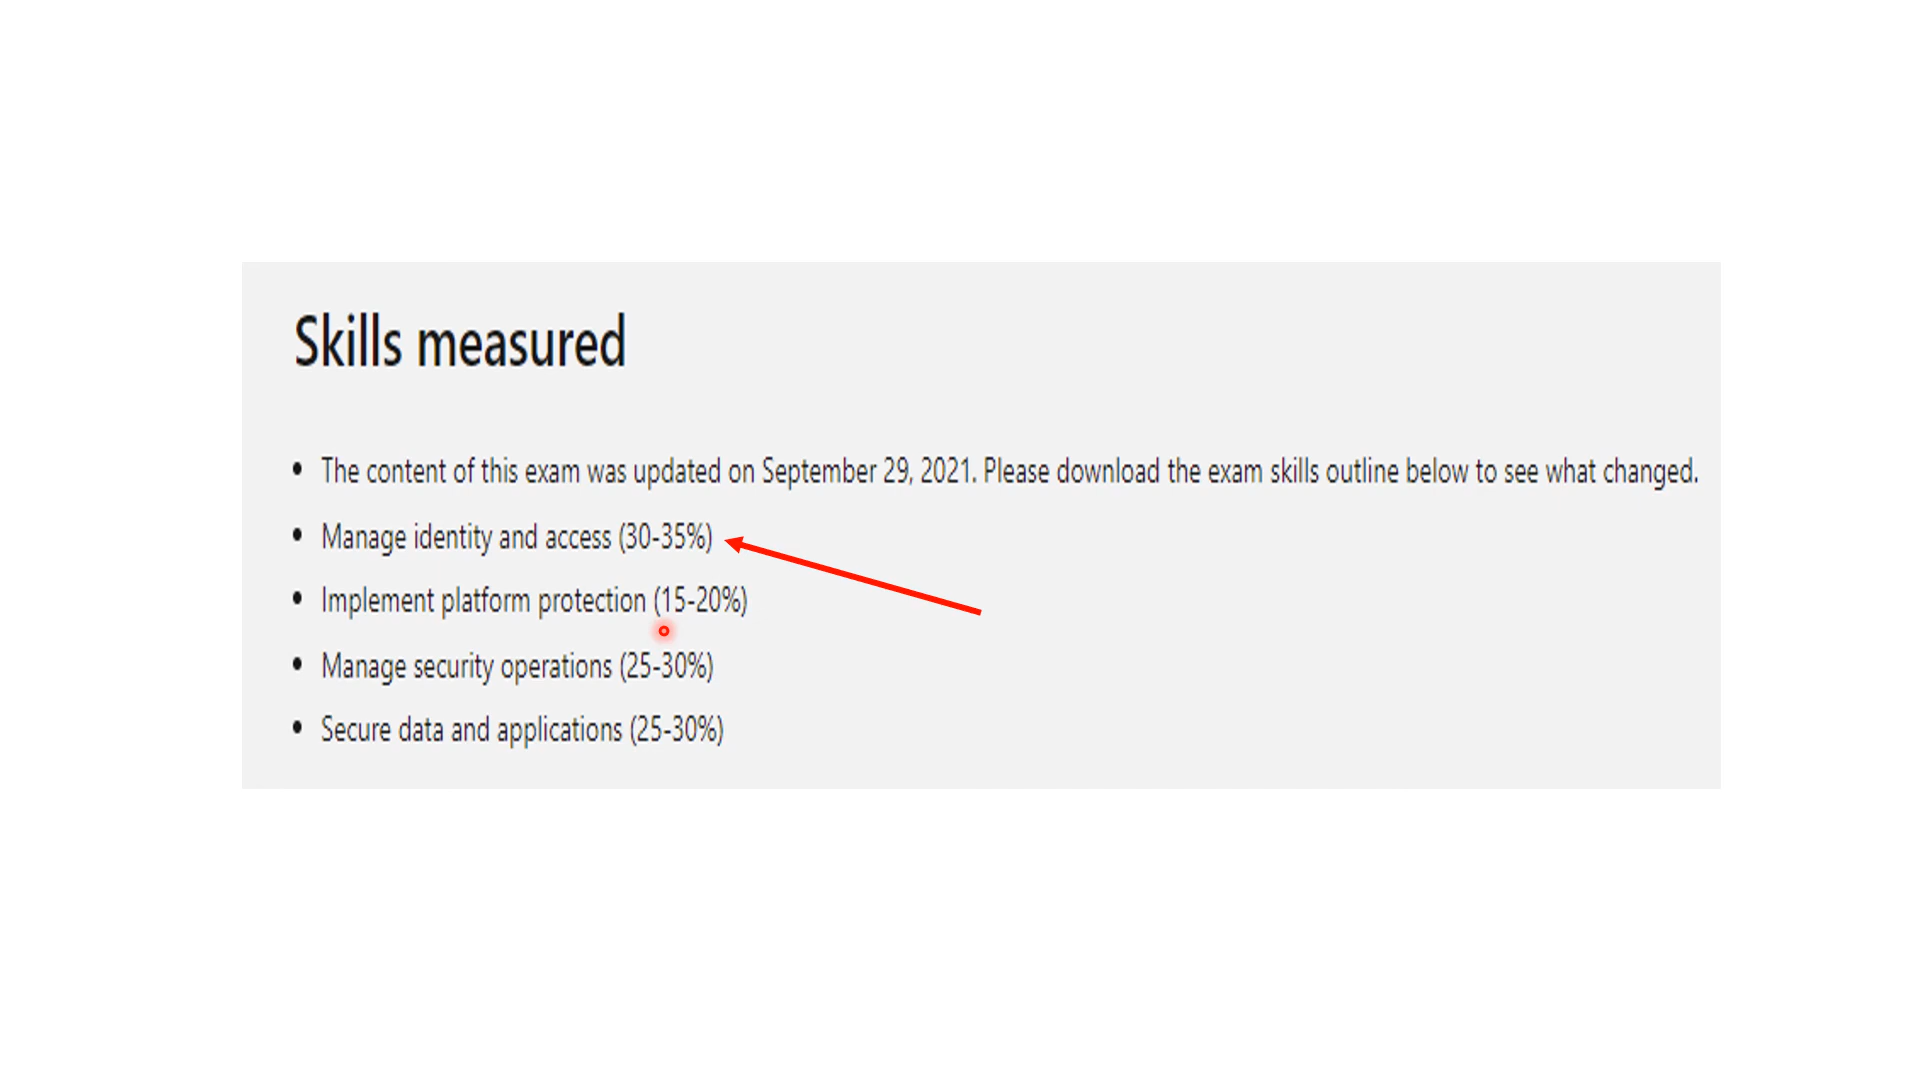 Skills measured
• The content of this exam was updated on September 29, 2021. Please download the exam skills outline below to see what changed.
• Manage identity and access (30-35%)
• Implement platform protection (15-20%)
• Manage security operations (25-30%)
• Secure data and applications (25-30%)